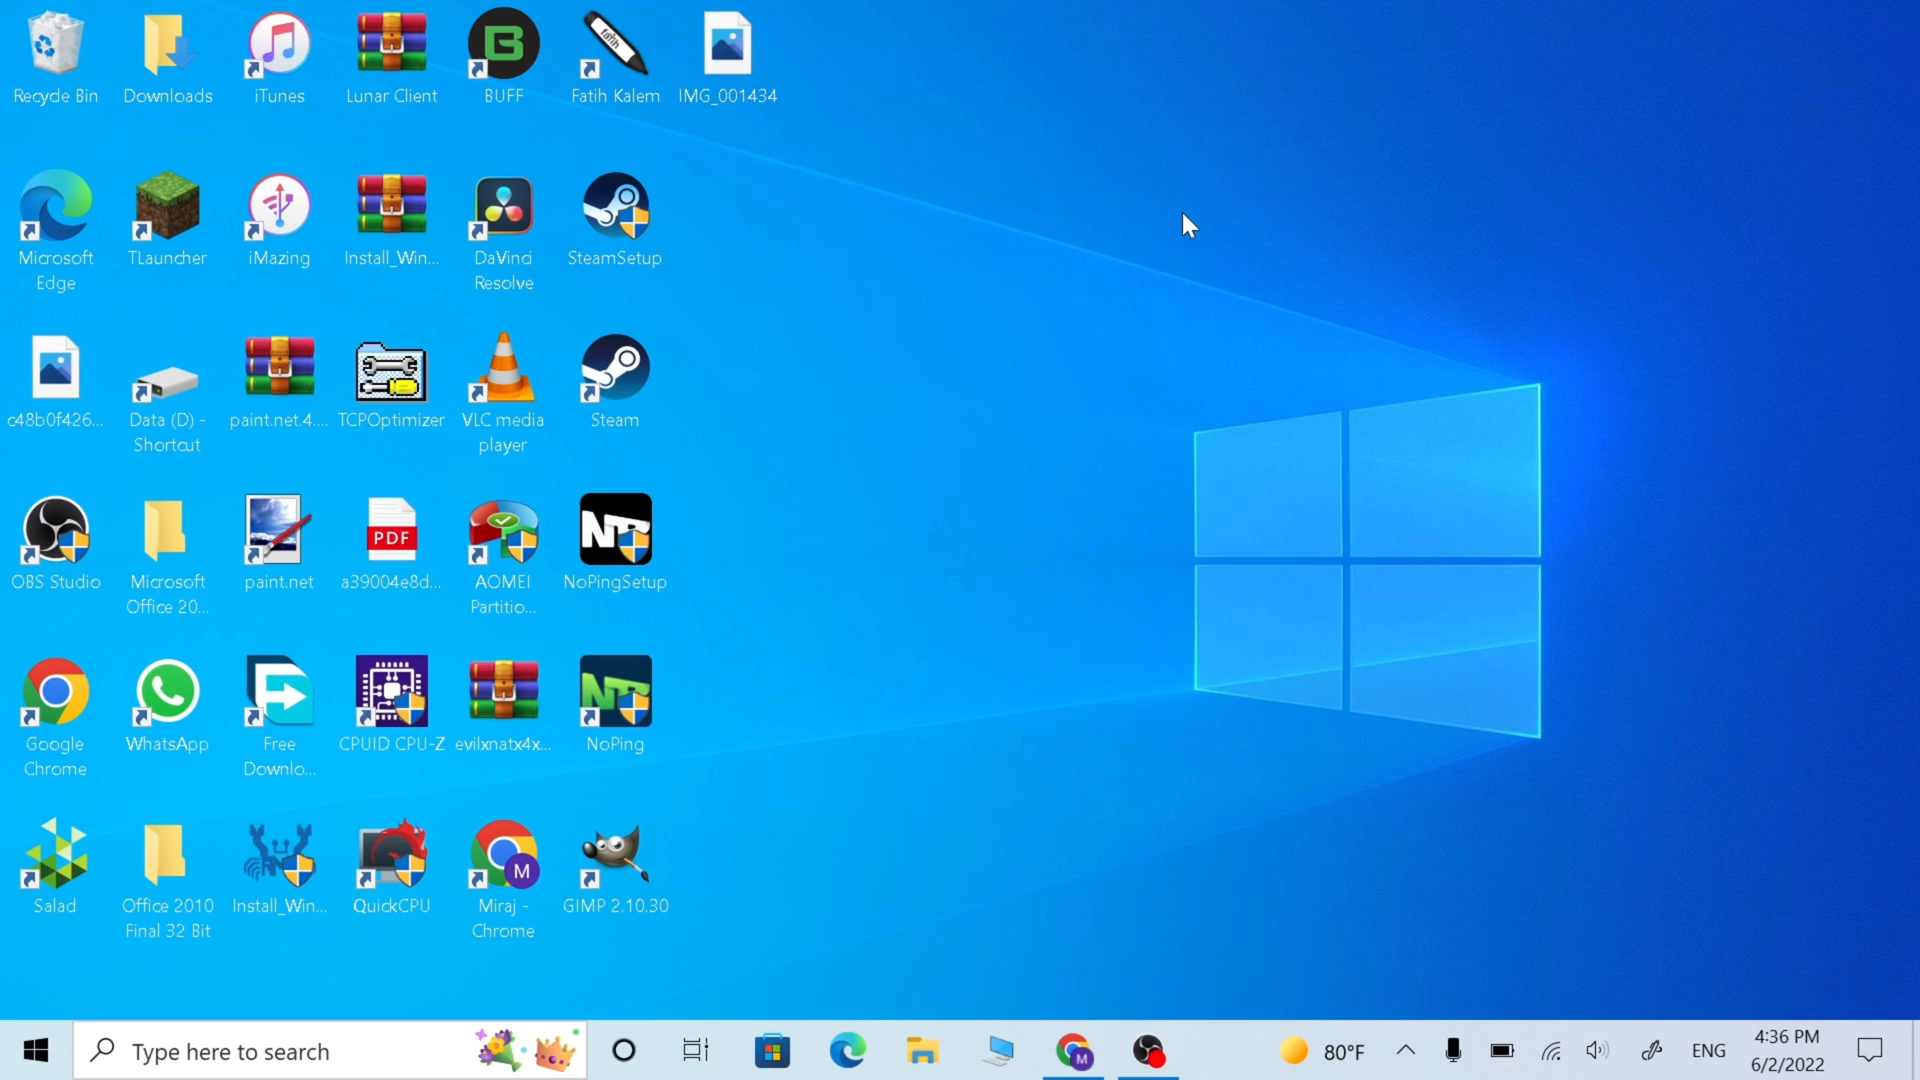 Recycle Bin
Downloads
iTunes
Lunar Client
BUFF
fatih
Fatih Kalem
IMG_001434
Microsoft
Edge
TLauncher
iMazing
Install_Win...
DaVinci
Resolve
SteamSetup
c48b0f426...
Data (D) -
Shortcut
paint.net.4....
TCPOptimizer
VLC media
player
Steam
OBS Studio
Microsoft
Office 20...
paint.net
PDF
a39004e8d...
AOMEI
Partitio...
NoPingSetup
Google
Chrome
WhatsApp
Free
Downlo...
CPUID CPU-Z
evilxnatx4x...
NoPing
Salad
Office 2010
Final 32 Bit
Install_Win...
QuickCPU
M
Miraj -
Chrome
GIMP 2.10.30
Type here to search
M
80°F
ENG
4:36 PM
6/2/2022